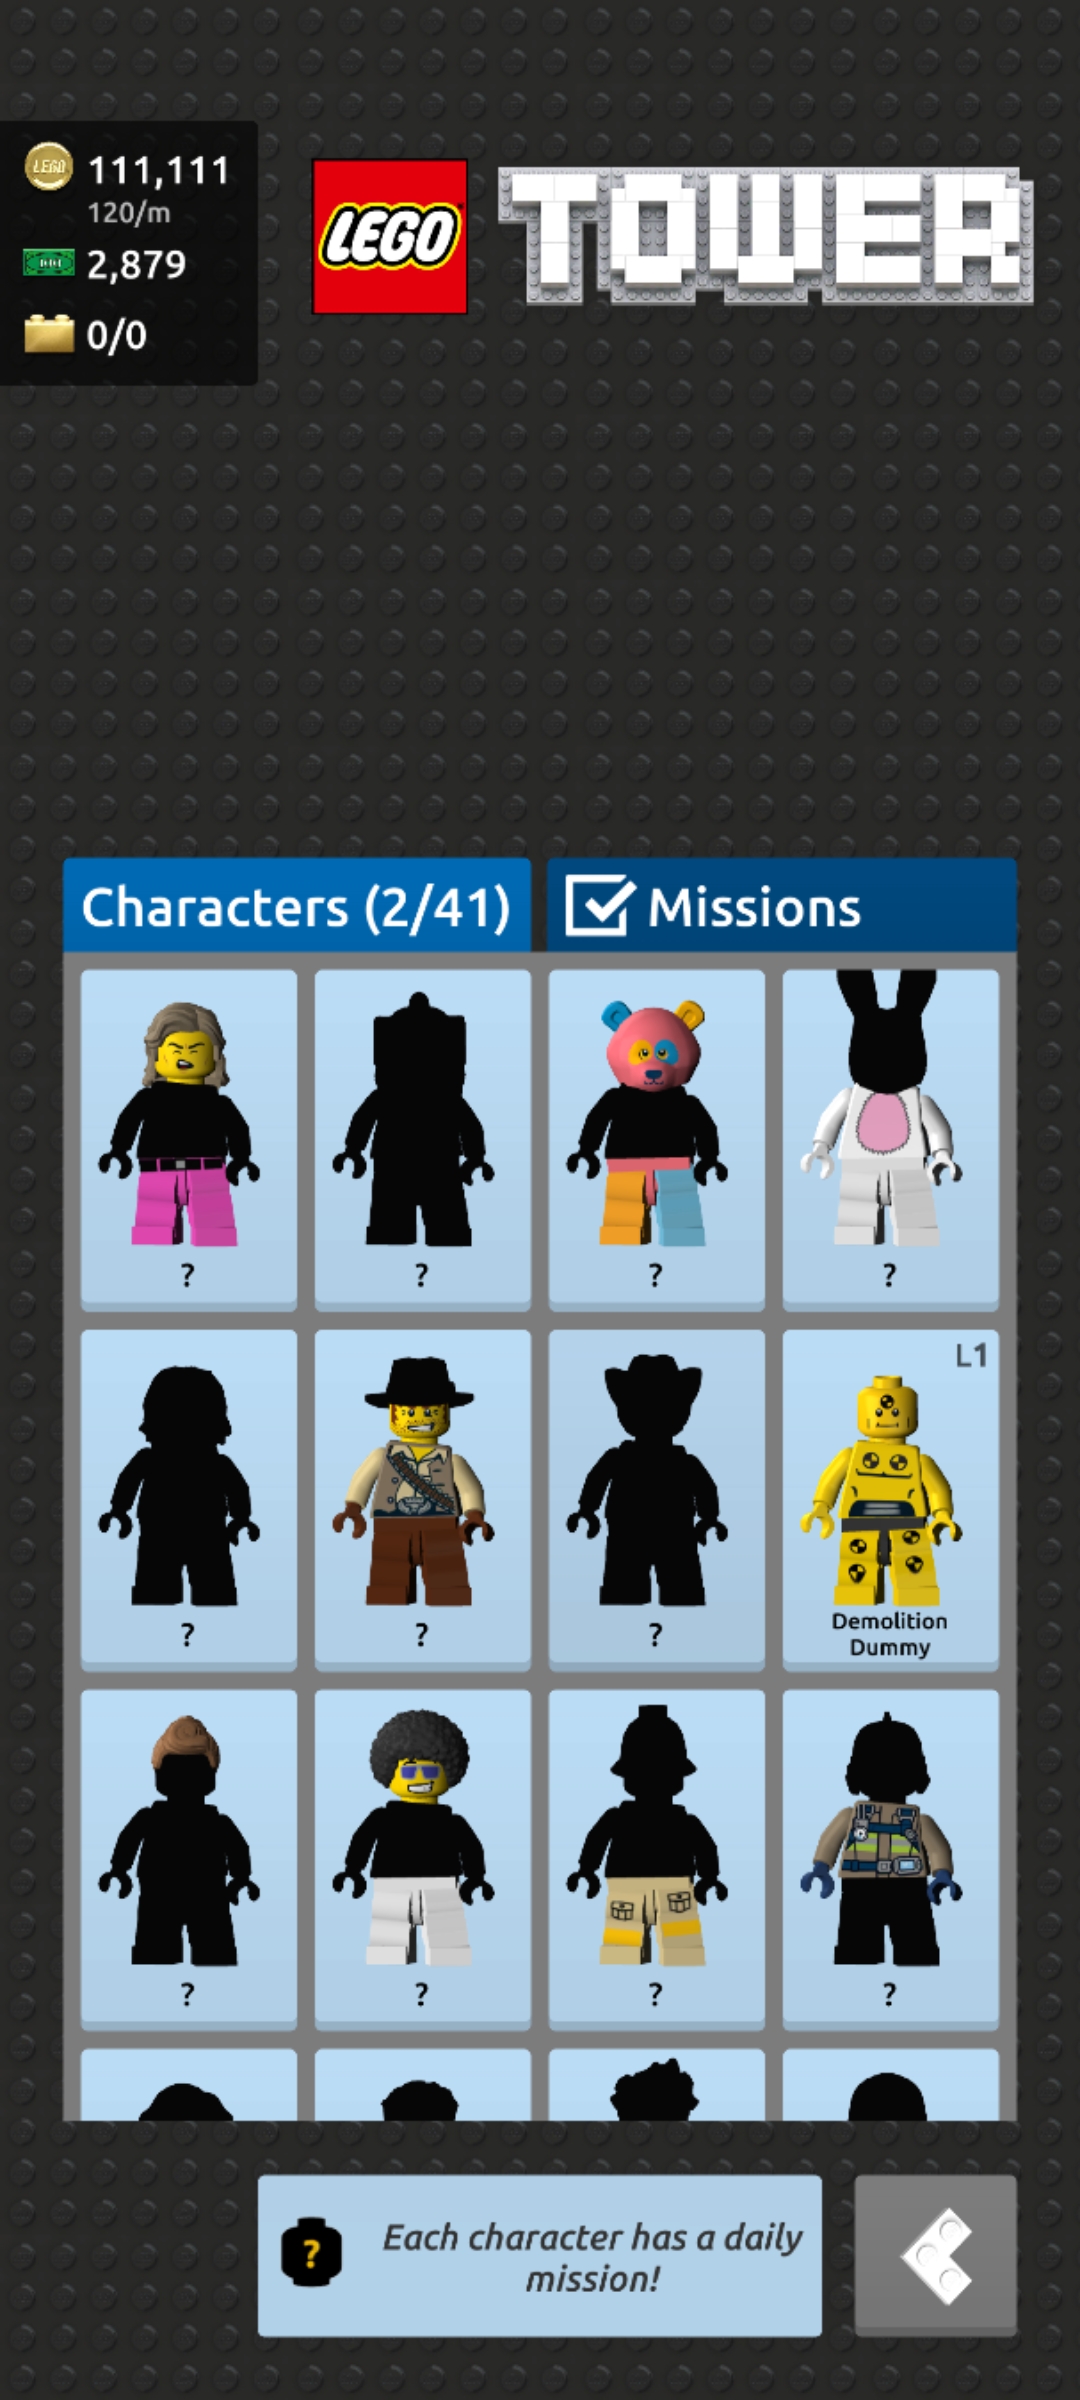 LEGO 111,111
120/m
2,879
0/0
LEGO TOWER
Characters (2/41)
Missions
? ? ? ?
L1
? ? ? Demolition
Dummy
? ? ? ?
?
Each character has a daily
mission!